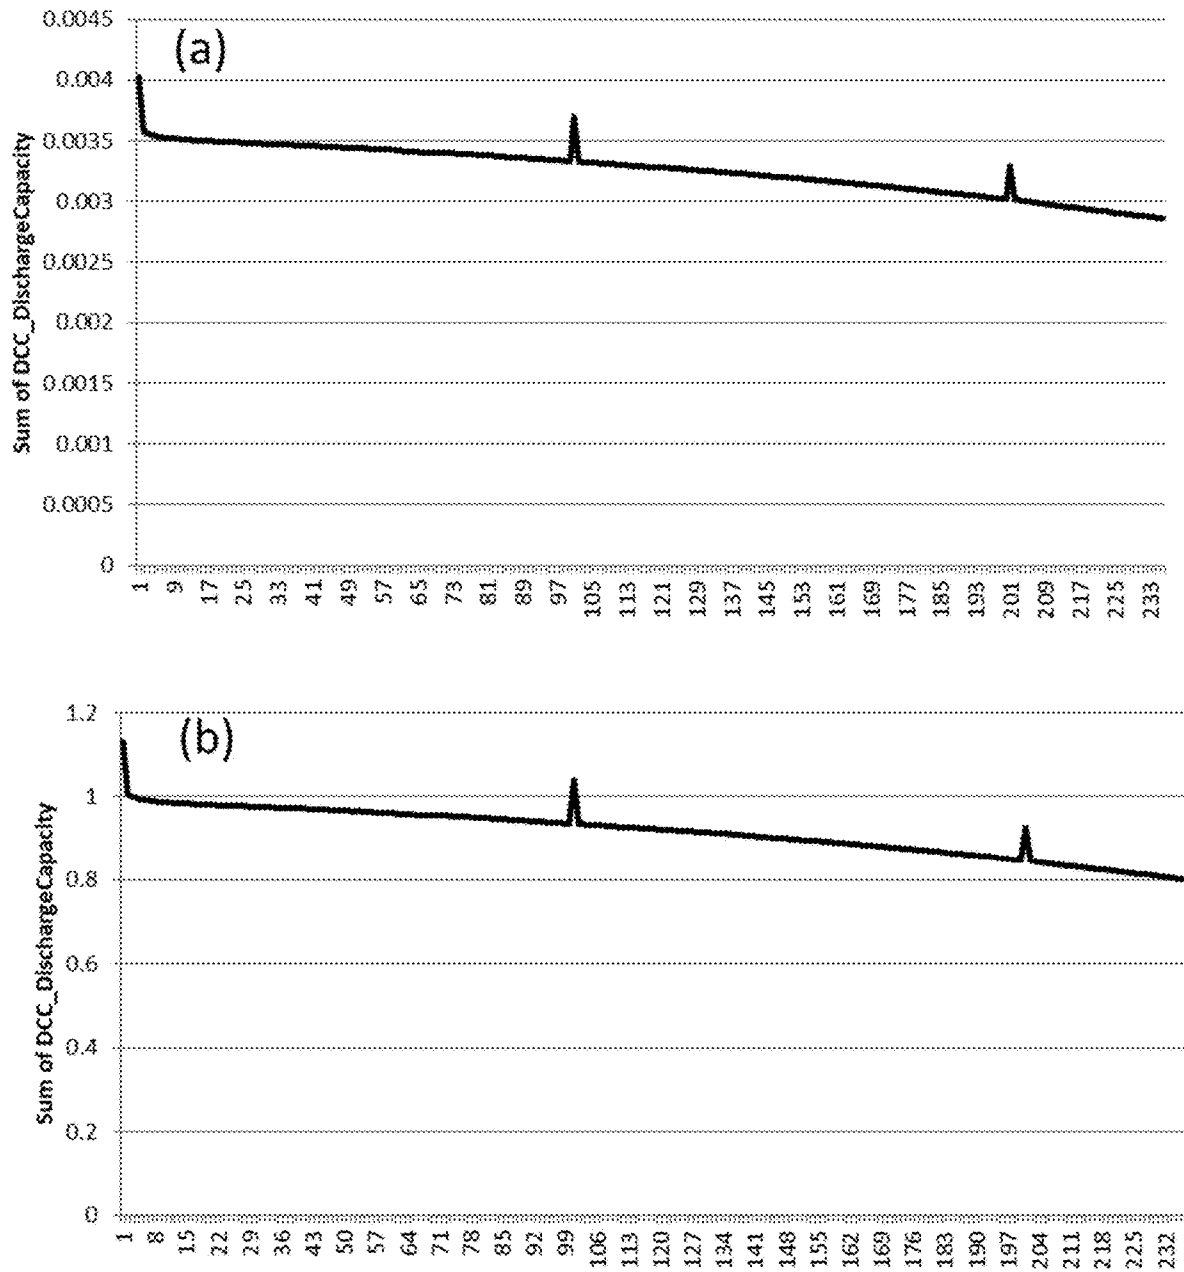 (a)
Sum of DCC_DischargeCapacity
0.0045
0.004
0.0035
0.003
0.0025
0.002
0.0015
0.001
0.0005
0
1 9 17 25 33 41 49 57 65 73 81 89 97 105 113 121 129 137 145 153 161 169 177 185 193 201 209 217 225 233
(b)
Sum of DCC_DischargeCapacity
1.2
1
0.8
0.6
0.4
0.2
0
1 8 15 22 29 36 43 50 57 64 71 78 85 92 99 106 113 120 127 134 141 148 155 162 169 176 183 190 197 204 211 218 225 232